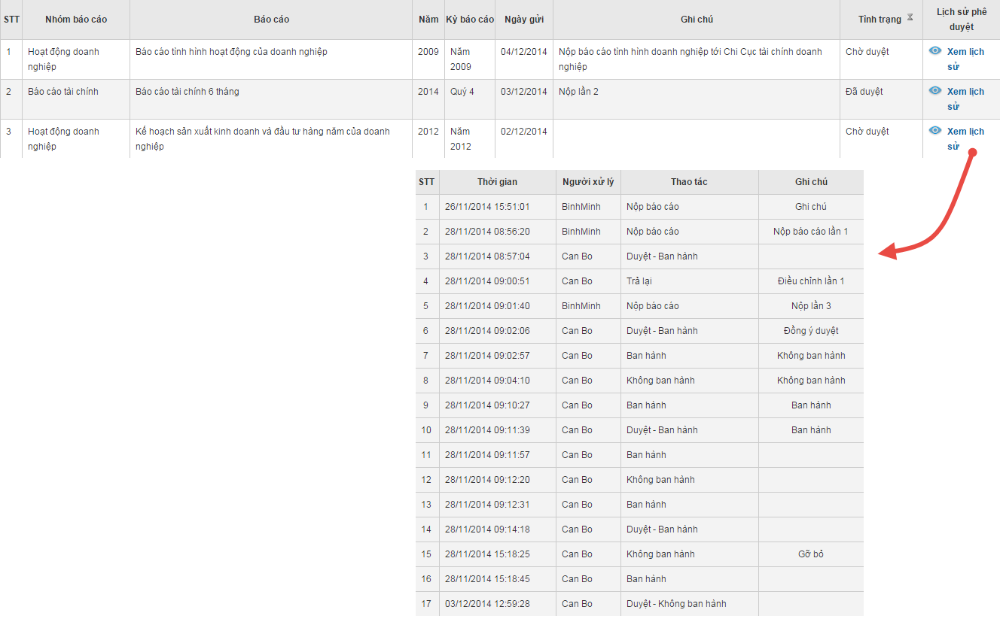 STT Nhóm báo cáo Báo cáo Năm Kỳ báo cáo Ngày gửi Ghi chú Tình trạng Lịch sử phê
duyệt
1 Hoạt động doanh Báo cáo tình hình hoạt động của doanh nghiệp 2009 Năm 04/12/2014 Nộp báo cáo tình hình doanh nghiệp tới Chi Cục tài chính doanh Chờ duyệt Xem lịch
nghiệp 2009 nghiệp sử
2 Báo cáo tài chính Báo cáo tài chính 6 tháng 2014 Quý 4 03/12/2014 Nộp lần 2 Đã duyệt Xem lịch
sử
3 Hoạt động doanh Kế hoạch sản xuất kinh doanh và đầu tư hàng năm của doanh 2012 Năm 02/12/2014 Chờ duyệt Xem lịch
nghiệp nghiệp 2012 sử
STT Thời gian Người xử lý Thao tác Ghi chú
1 26/11/2014 15:51:01 BinhMinh Nộp báo cáo Ghi chú
2 28/11/2014 08:56:20 BinhMinh Nộp báo cáo Nộp báo cáo lần 1
3 28/11/2014 08:57:04 Can Bo Duyệt - Ban hành
4 28/11/2014 09:00:51 Can Bo Trả lại Điều chỉnh lần 1
5 28/11/2014 09:01:40 BinhMinh Nộp báo cáo Nộp lần 3
6 28/11/2014 09:02:06 Can Bo Duyệt - Ban hành Đồng ý duyệt
7 28/11/2014 09:02:57 Can Bo Ban hành Không ban hành
8 28/11/2014 09:04:10 Can Bo Không ban hành Không ban hành
9 28/11/2014 09:10:27 Can Bo Ban hành Ban hành
10 28/11/2014 09:11:39 Can Bo Duyệt - Ban hành Ban hành
11 28/11/2014 09:11:57 Can Bo Ban hành
12 28/11/2014 09:12:20 Can Bo Không ban hành
13 28/11/2014 09:12:31 Can Bo Ban hành
14 28/11/2014 09:14:18 Can Bo Duyệt - Ban hành
15 28/11/2014 15:18:25 Can Bo Không ban hành Gỡ bỏ
16 28/11/2014 15:18:45 Can Bo Ban hành
17 03/12/2014 12:59:28 Can Bo Duyệt - Không ban hành